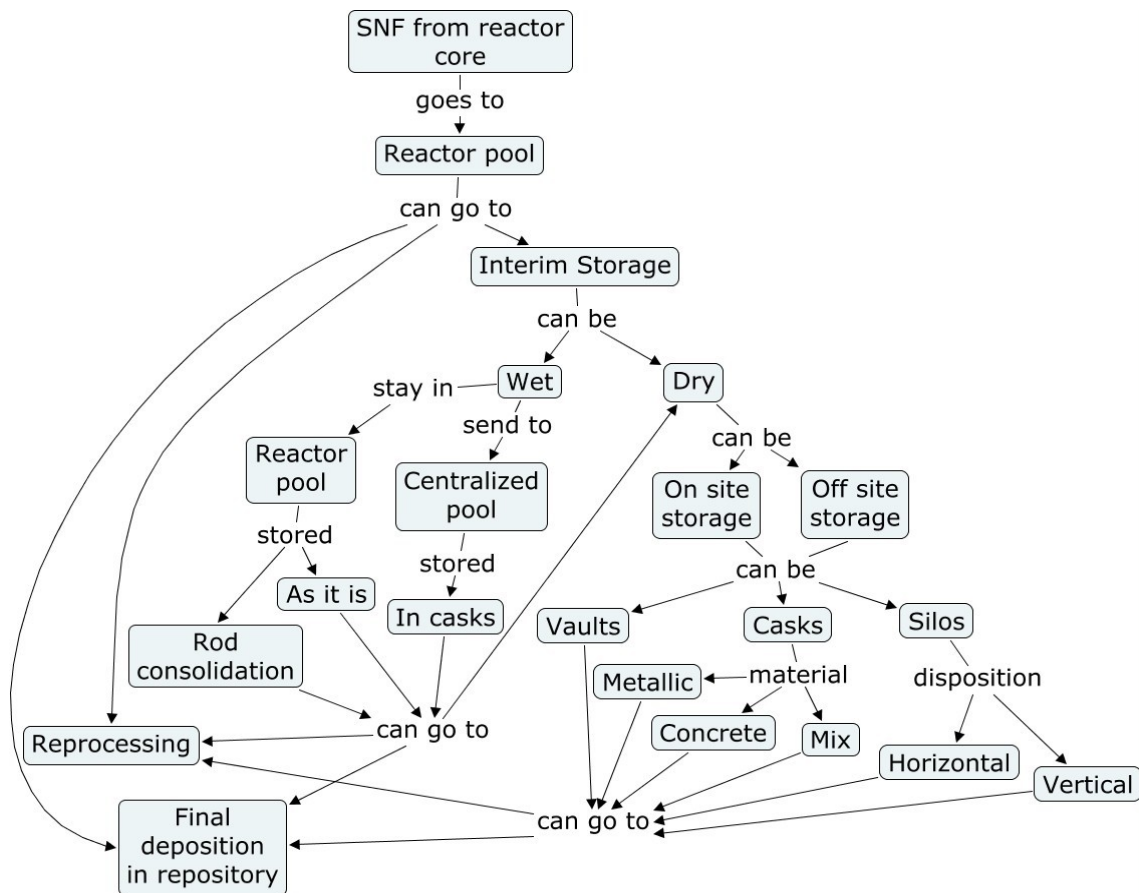 SNF from reactor
core
goes to
Reactor pool
can go to
Interim Storage
can be
Wet
Dry
stay in
send to
can be
Reactor
pool
Centralized
pool
On site
storage
Off site
storage
stored
stored
can be
As it is
In casks
Vaults
Casks
Silos
Rod
consolidation
Metallic
material
disposition
Reprocessing
can go to
Concrete
Mix
Horizontal
Vertical
Final
deposition
in repository
can go to